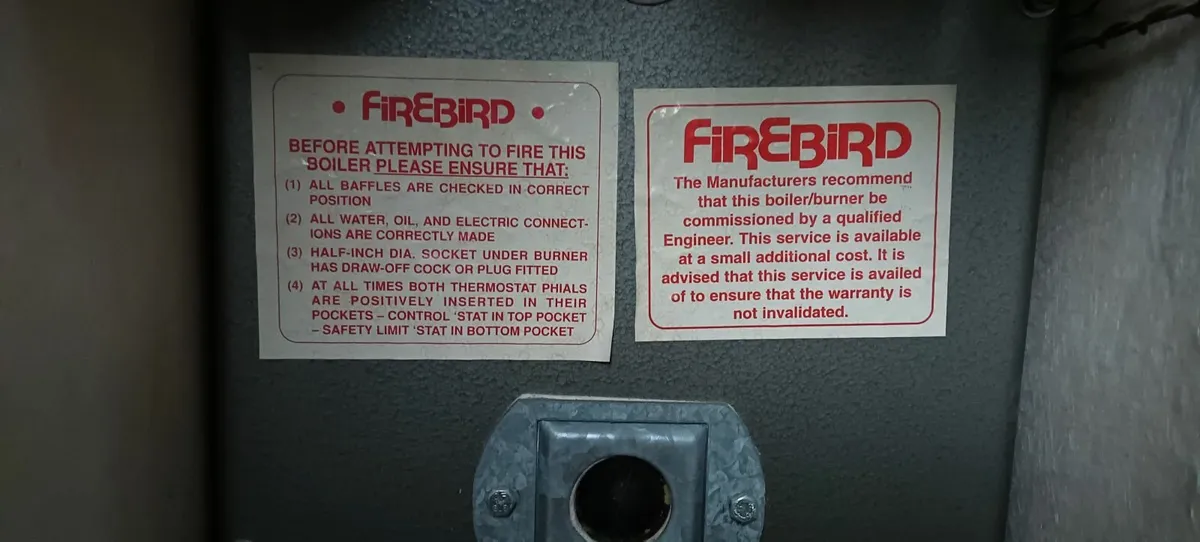 • FiREBiRD •
BEFORE ATTEMPTING TO FIRE THIS
BOILER PLEASE ENSURE THAT:
(1) ALL BAFFLES ARE CHECKED IN CORRECT
POSITION
(2) ALL WATER, OIL, AND ELECTRIC CONNECT-
IONS ARE CORRECTLY MADE
(3) HALF-INCH DIA. SOCKET UNDER BURNER
HAS DRAW-OFF COCK OR PLUG FITTED
(4) AT ALL TIMES BOTH THERMOSTAT PHIALS
ARE POSITIVELY INSERTED IN THEIR
POCKETS – CONTROL 'STAT IN TOP POCKET
– SAFETY LIMIT 'STAT IN BOTTOM POCKET
FiREBiRD
The Manufacturers recommend
that this boiler/burner be
commissioned by a qualified
Engineer. This service is available
at a small additional cost. It is
advised that this service is availed
of to ensure that the warranty is
not invalidated.